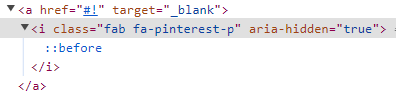 ▼<a href="#!" target="_blank">
▼<i class="fab fa-pinterest-p" aria-hidden="true"> =
::before
</i>
</a>